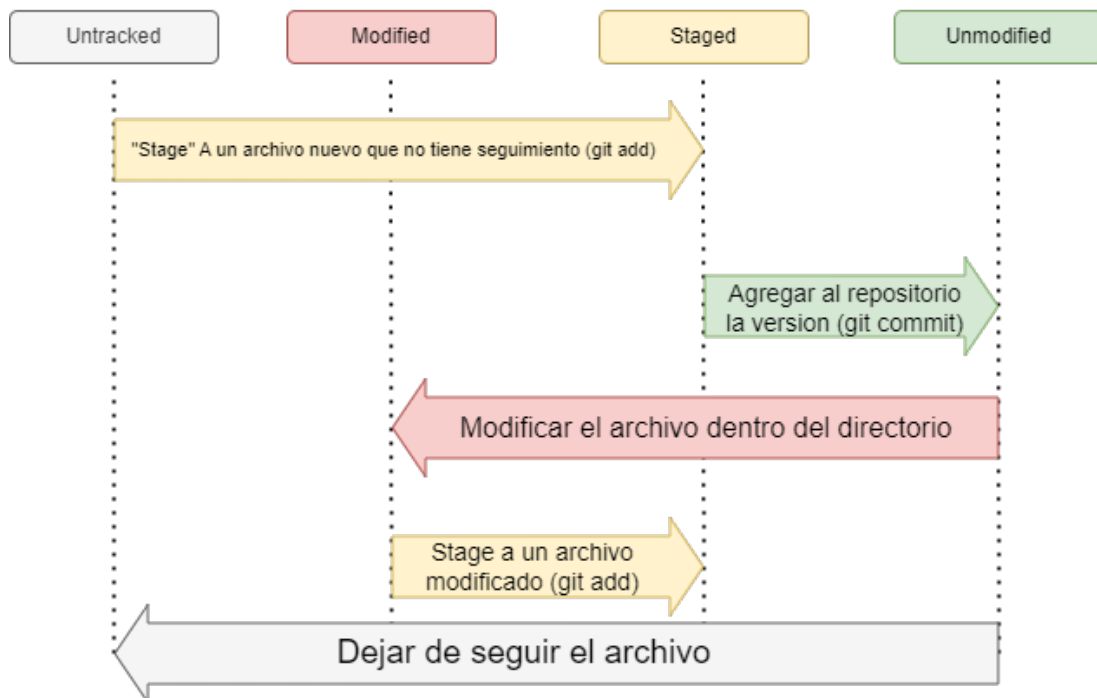 Untracked
Modified
Staged
Unmodified
"Stage" A un archivo nuevo que no tiene seguimiento (git add)
Agregar al repositorio
la version (git commit)
Modificar el archivo dentro del directorio
Stage a un archivo
modificado (git add)
Dejar de seguir el archivo